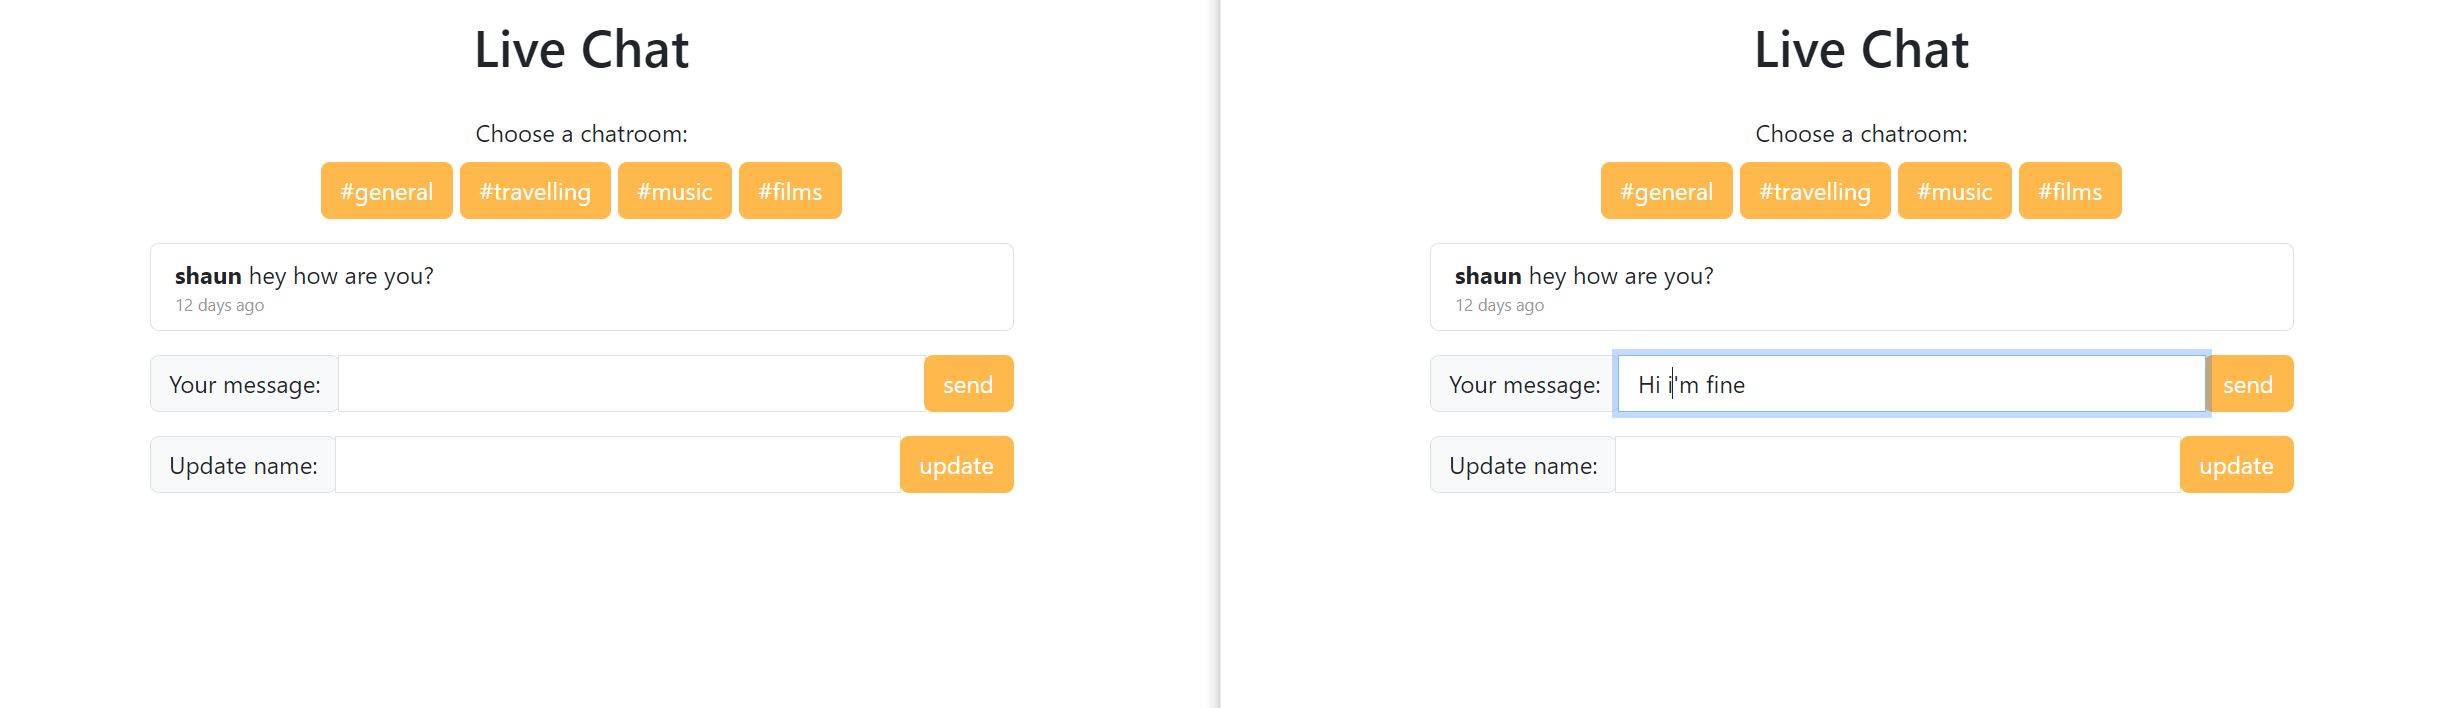 Live Chat
Choose a chatroom:
#general #travelling #music #films
shaun hey how are you?
12 days ago
Your message: send
Update name: update
Live Chat
Choose a chatroom:
#general #travelling #music #films
shaun hey how are you?
12 days ago
Your message: Hi i'm fine send
Update name: update